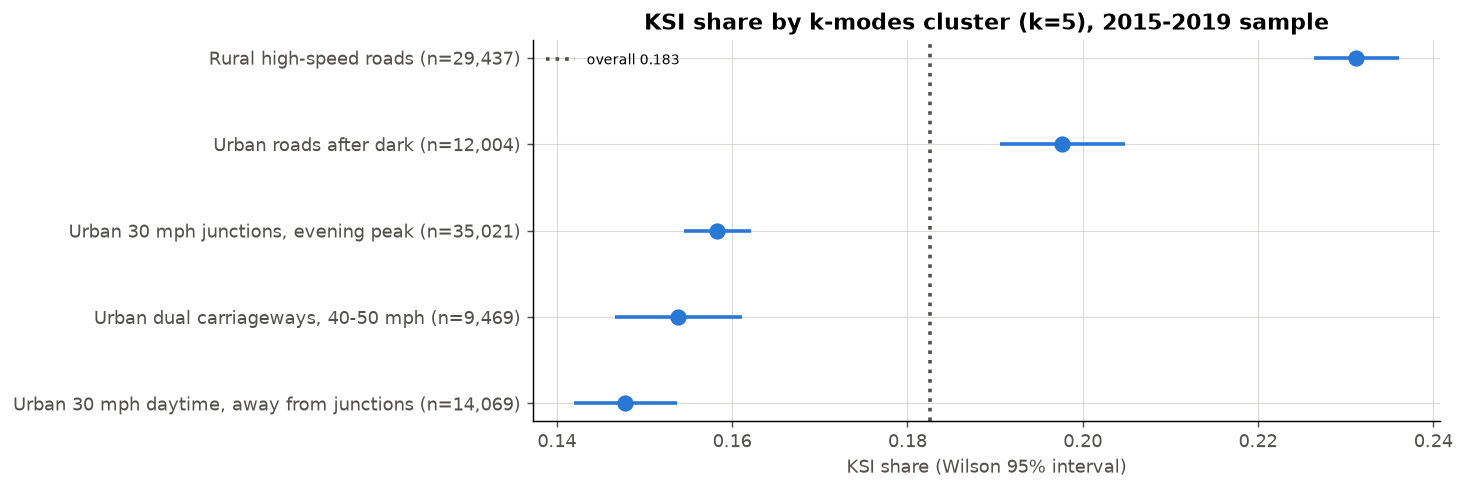 KSI share by k-modes cluster (k=5), 2015-2019 sample
Rural high-speed roads (n=29,437)
overall 0.183
Urban roads after dark (n=12,004)
Urban 30 mph junctions, evening peak (n=35,021)
Urban dual carriageways, 40-50 mph (n=9,469)
Urban 30 mph daytime, away from junctions (n=14,069)
0.14 0.16 0.18 0.20 0.22 0.24
KSI share (Wilson 95% interval)